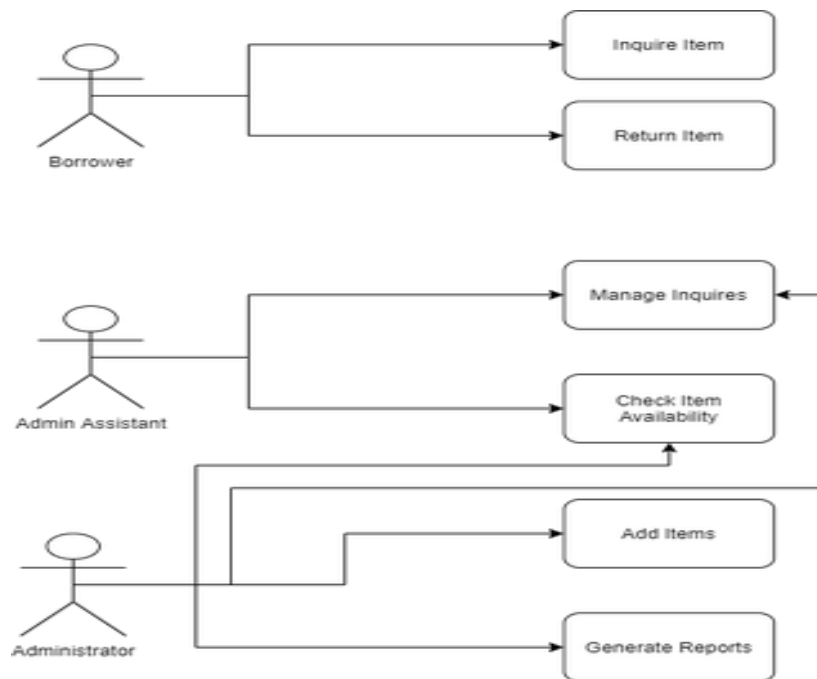 Inquire Item
Return Item
Borrower
Manage Inquires
Check Item
Availability
Admin Assistant
Add Items
Administrator
Generate Reports